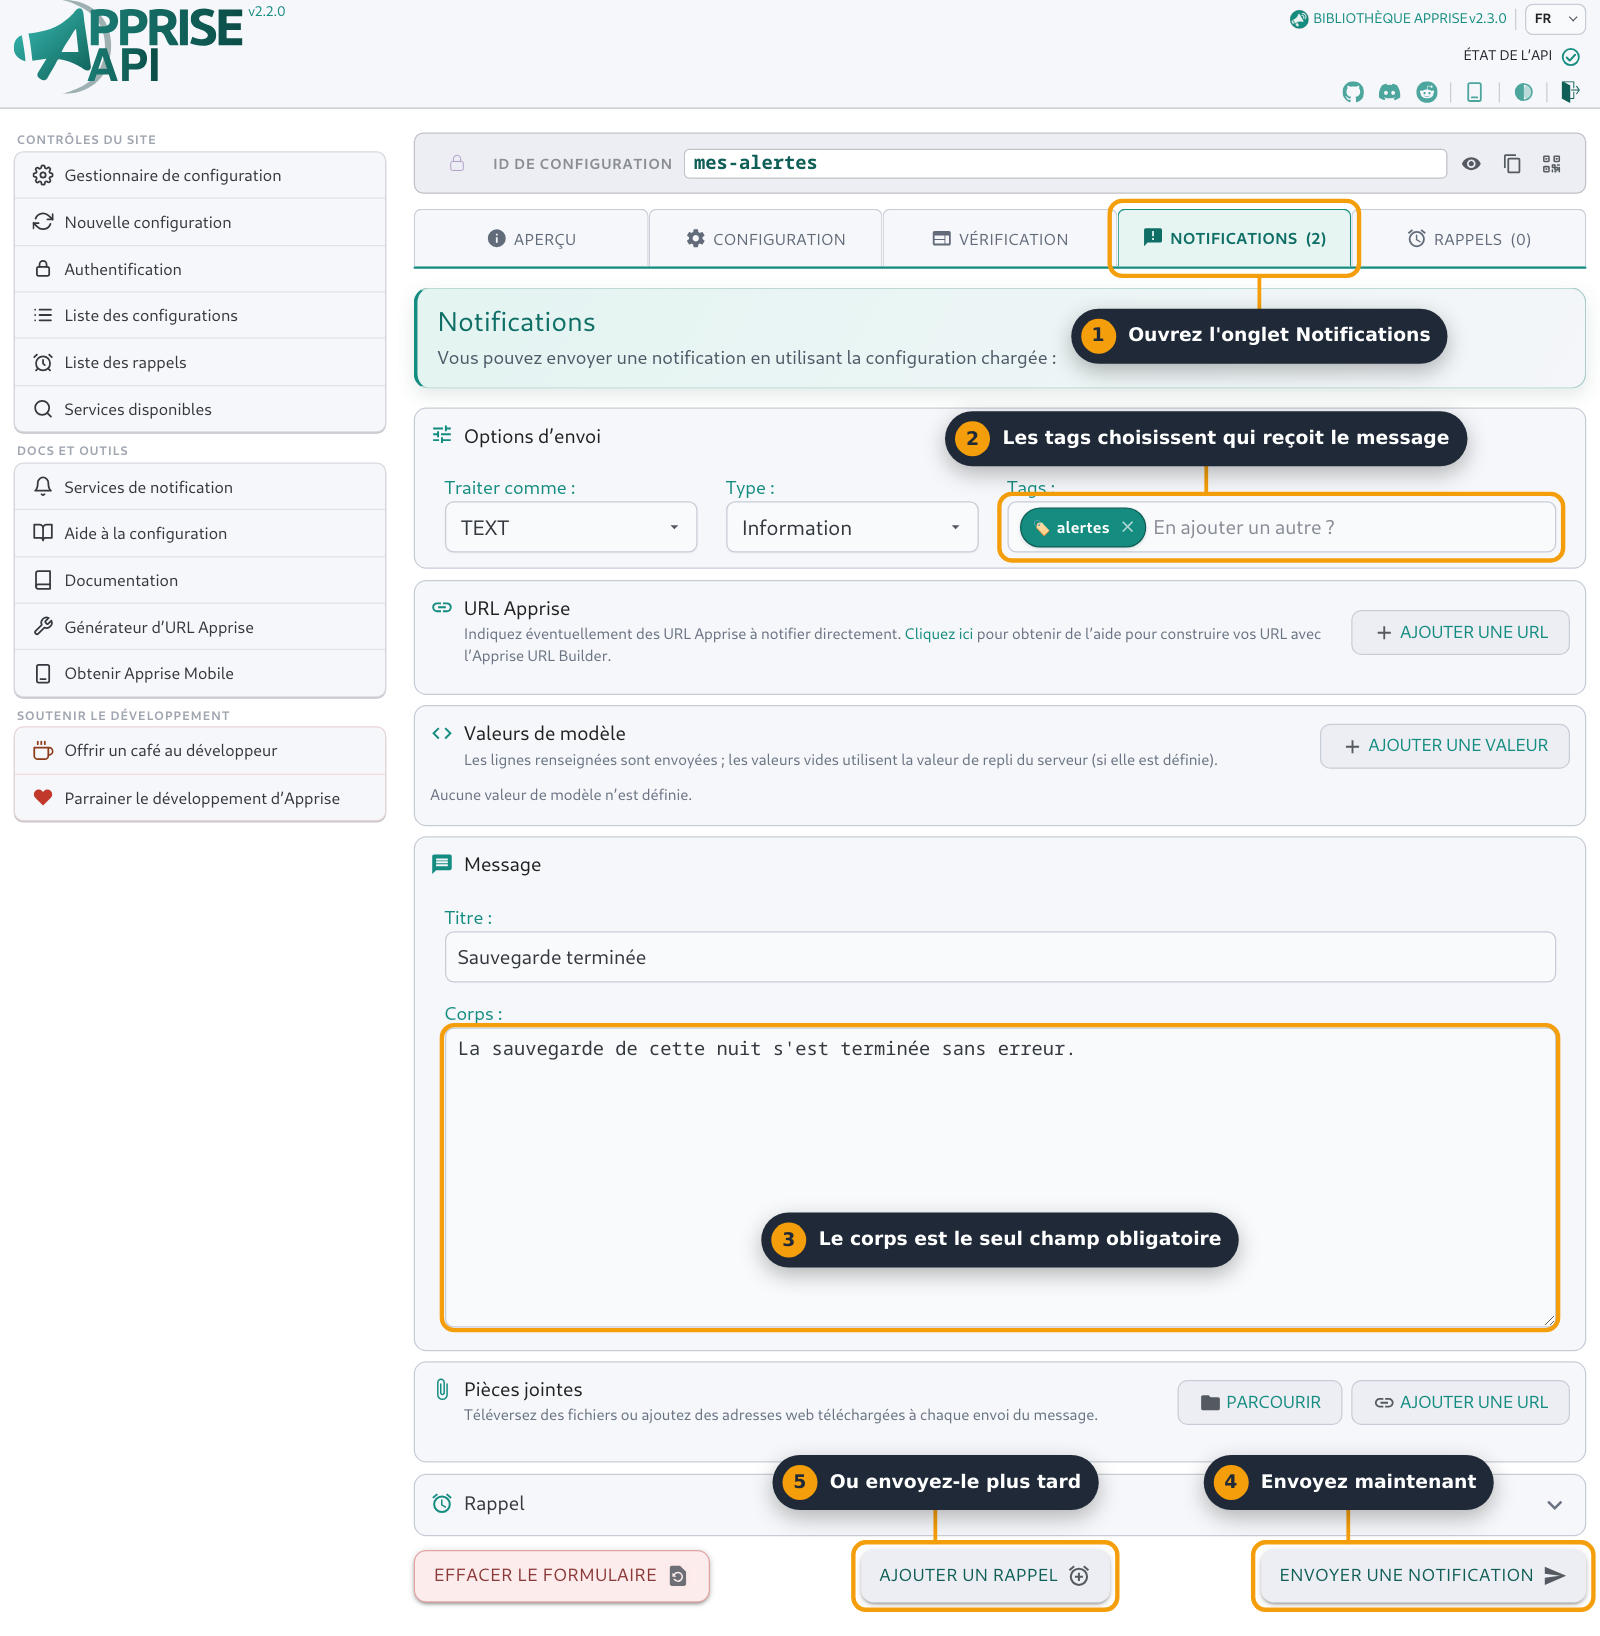 APPRISE API v2.2.0
BIBLIOTHÈQUE APPRISE v2.3.0
FR
ÉTAT DE L'API
CONTRÔLES DU SITE
Gestionnaire de configuration
Nouvelle configuration
Authentification
Liste des configurations
Liste des rappels
Services disponibles
DOCS ET OUTILS
Services de notification
Aide à la configuration
Documentation
Générateur d'URL Apprise
Obtenir Apprise Mobile
SOUTENIR LE DÉVELOPPEMENT
Offrir un café au développeur
Parrainer le développement d'Apprise
ID DE CONFIGURATION mes-alertes
APERÇU
CONFIGURATION
VÉRIFICATION
NOTIFICATIONS (2)
RAPPELS (0)
Notifications
Vous pouvez envoyer une notification en utilisant la configuration chargée :
1 Ouvrez l'onglet Notifications
Options d'envoi
2 Les tags choisissent qui reçoit le message
Traiter comme :
TEXT
Type :
Information
Tags :
alertes × En ajouter un autre ?
URL Apprise
Indiquez éventuellement des URL Apprise à notifier directement. Cliquez ici pour obtenir de l'aide pour construire vos URL avec
l'Apprise URL Builder.
+ AJOUTER UNE URL
Valeurs de modèle
Les lignes renseignées sont envoyées ; les valeurs vides utilisent la valeur de repli du serveur (si elle est définie).
+ AJOUTER UNE VALEUR
Aucune valeur de modèle n'est définie.
Message
Titre :
Sauvegarde terminée
Corps :
La sauvegarde de cette nuit s'est terminée sans erreur.
3 Le corps est le seul champ obligatoire
Pièces jointes
Téléversez des fichiers ou ajoutez des adresses web téléchargées à chaque envoi du message.
PARCOURIR
AJOUTER UNE URL
Rappel
5 Ou envoyez-le plus tard
4 Envoyez maintenant
EFFACER LE FORMULAIRE
AJOUTER UN RAPPEL
ENVOYER UNE NOTIFICATION